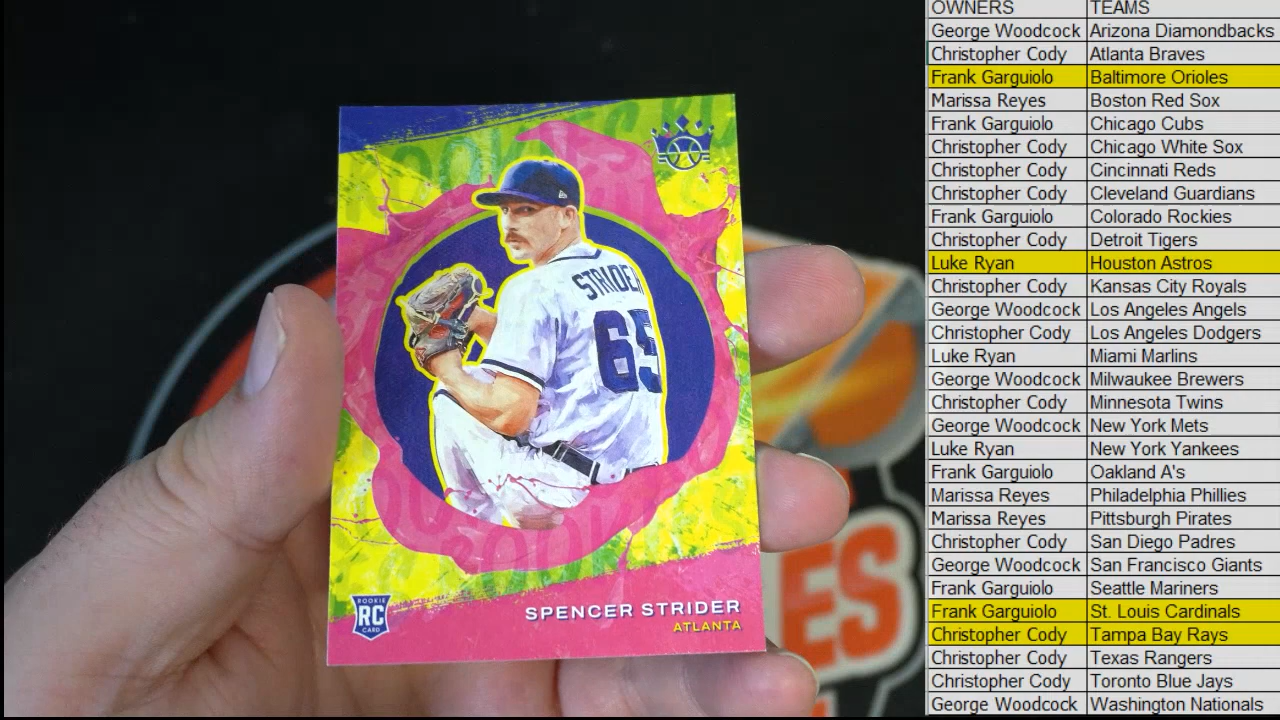 STRIDER
65
ROOKIE
RC
CARD
SPENCER STRIDER
ATLANTA
ES
OWNERS TEAMS
George Woodcock Arizona Diamondbacks
Christopher Cody Atlanta Braves
Frank Garguiolo Baltimore Orioles
Marissa Reyes Boston Red Sox
Frank Garguiolo Chicago Cubs
Christopher Cody Chicago White Sox
Christopher Cody Cincinnati Reds
Christopher Cody Cleveland Guardians
Frank Garguiolo Colorado Rockies
Christopher Cody Detroit Tigers
Luke Ryan Houston Astros
Christopher Cody Kansas City Royals
George Woodcock Los Angeles Angels
Christopher Cody Los Angeles Dodgers
Luke Ryan Miami Marlins
George Woodcock Milwaukee Brewers
Christopher Cody Minnesota Twins
George Woodcock New York Mets
Luke Ryan New York Yankees
Frank Garguiolo Oakland A's
Marissa Reyes Philadelphia Phillies
Marissa Reyes Pittsburgh Pirates
Christopher Cody San Diego Padres
George Woodcock San Francisco Giants
Frank Garguiolo Seattle Mariners
Frank Garguiolo St. Louis Cardinals
Christopher Cody Tampa Bay Rays
Christopher Cody Texas Rangers
Christopher Cody Toronto Blue Jays
George Woodcock Washington Nationals